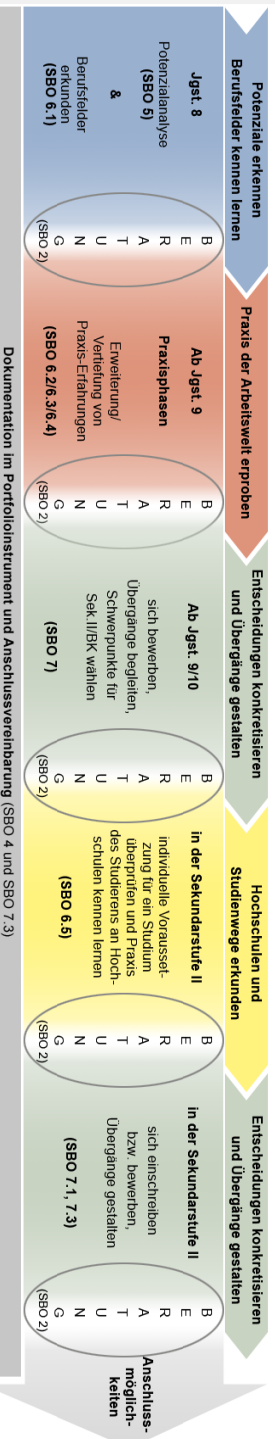 Potenziale erkennen
Berufsfelder kennen lernen
Praxis der Arbeitswelt erproben
Entscheidungen konkretisieren
und Übergänge gestalten
Hochschulen und
Studienwege erkunden
Entscheidungen konkretisieren
und Übergänge gestalten
Jgst. 8
Potenzialanalyse
(SBO 5)
&
Berufsfelder
erkunden
(SBO 6.1)
B
E
R
A
T
U
N
G
(SBO 2)
Ab Jgst. 9
Praxisphasen
Erweiterung/
Vertiefung von
Praxis-Erfahrungen
(SBO 6.2/6.3/6.4)
B
E
R
A
T
U
N
G
(SBO 2)
Ab Jgst. 9/10
sich bewerben,
Übergänge begleiten,
Schwerpunkte für
Sek.II/BK wählen
(SBO 7)
B
E
R
A
T
U
N
G
(SBO 2)
in der Sekundarstufe II
individuelle Vorausset-
zung für ein Studium
überprüfen und Praxis
des Studierens an Hoch-
schulen kennen lernen
(SBO 6.5)
B
E
R
A
T
U
N
G
(SBO 2)
in der Sekundarstufe II
sich einschreiben
bzw. bewerben,
Übergänge gestalten
(SBO 7.1, 7.3)
B
E
R
A
T
U
N
G
(SBO 2)
Anschluss-
möglich-
keiten
Dokumentation im Portfolioinstrument und Anschlussvereinbarung (SBO 4 und SBO 7.3)